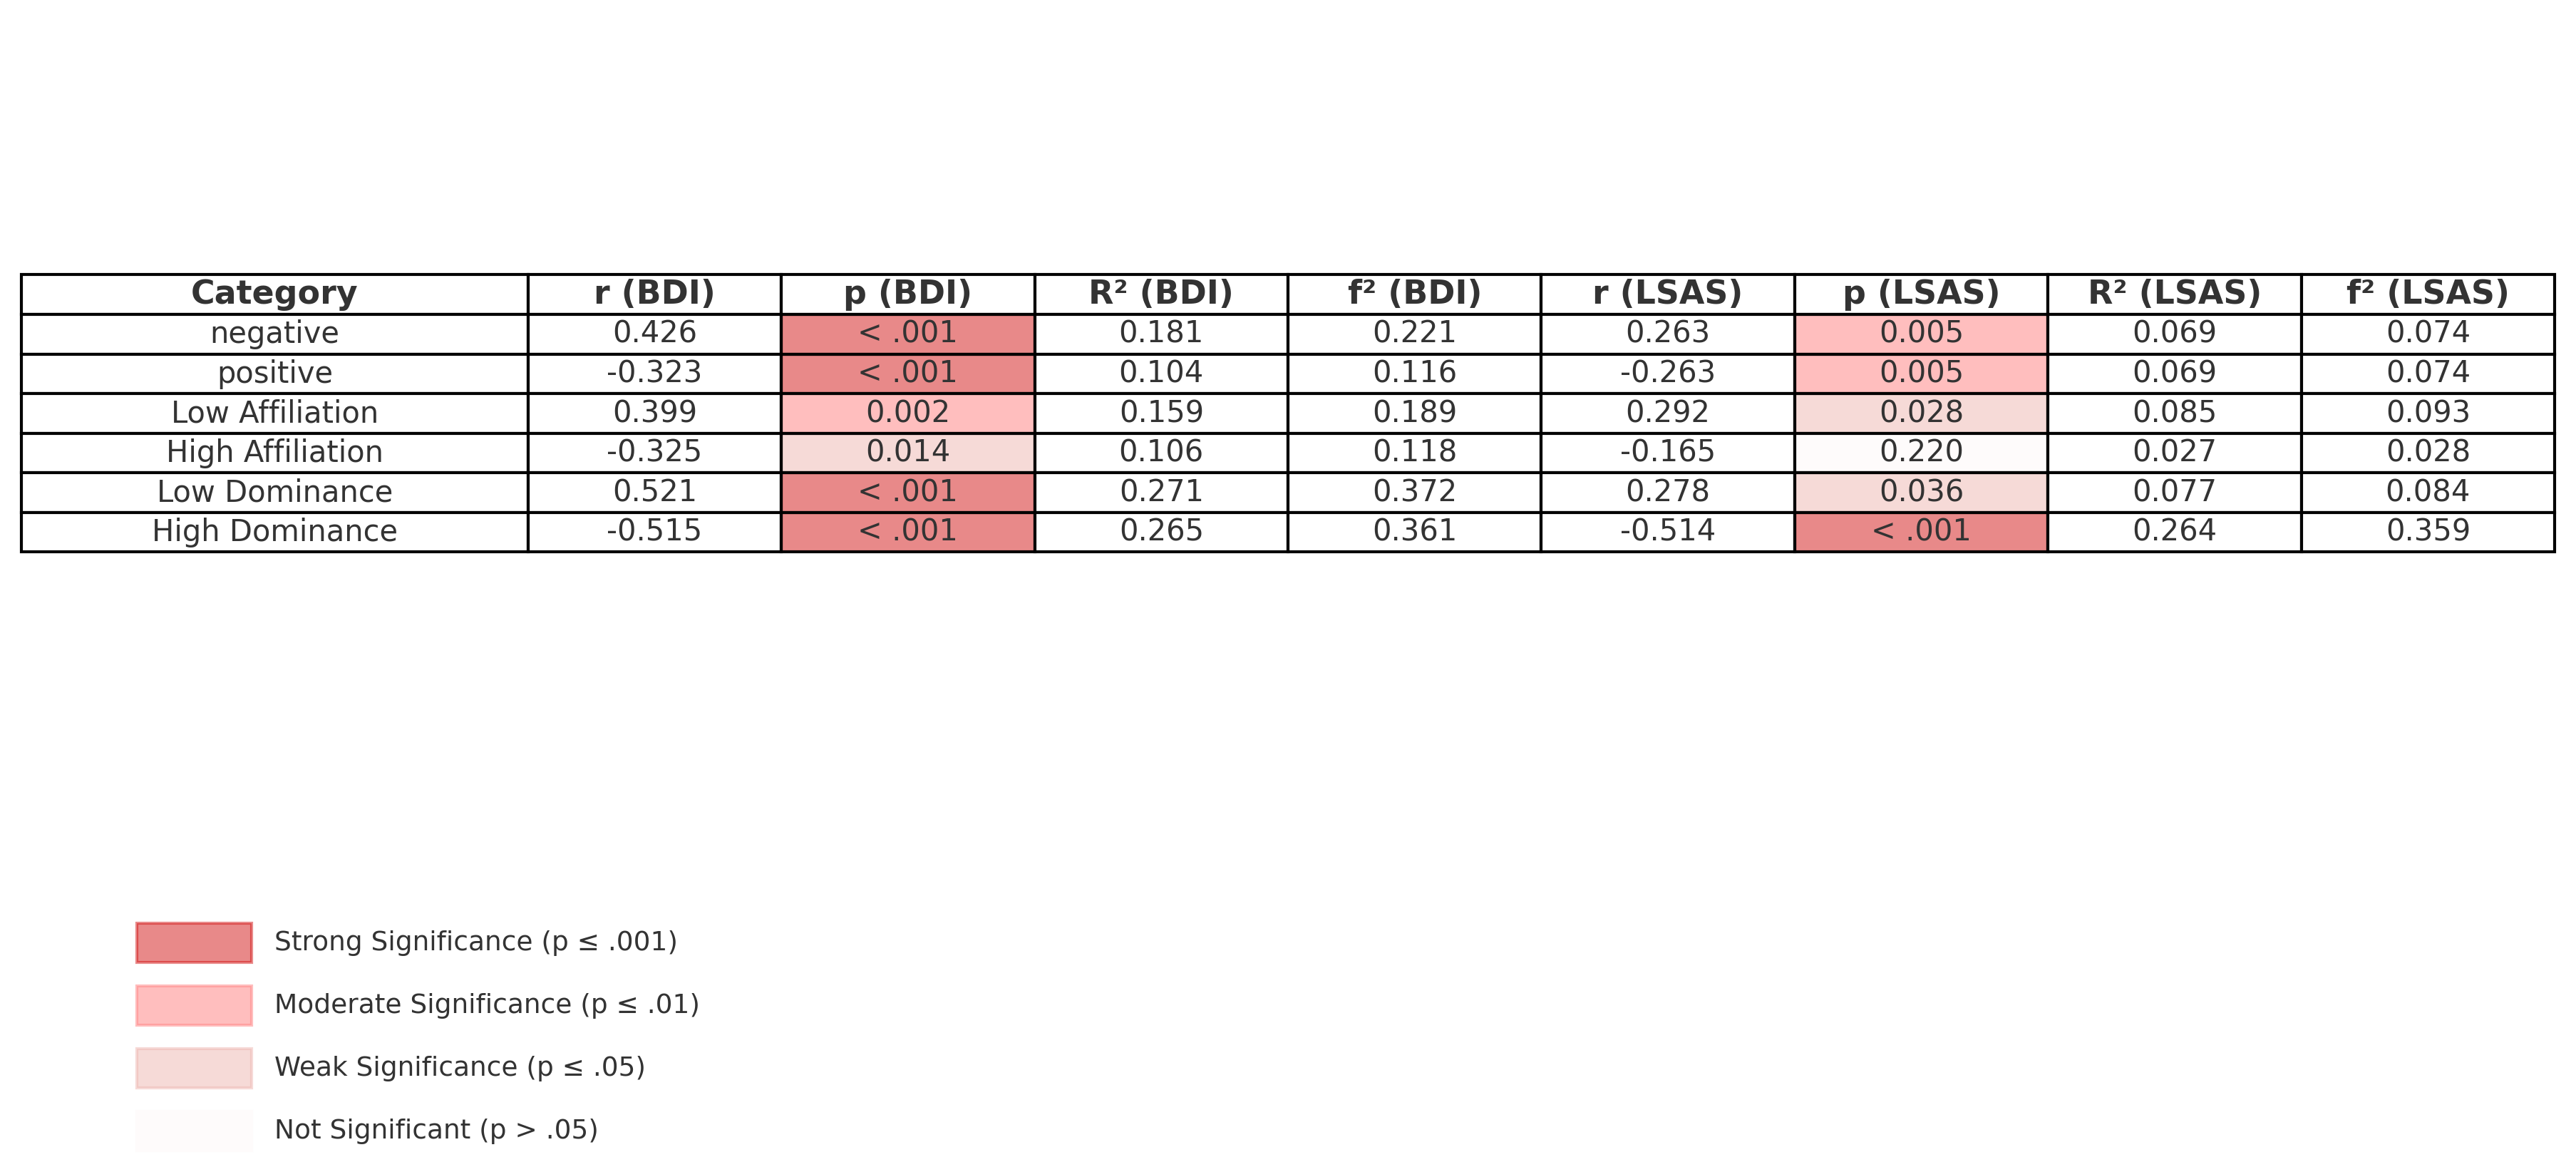 Category r (BDI) p (BDI) R² (BDI) f² (BDI) r (LSAS) p (LSAS) R² (LSAS) f² (LSAS)
negative 0.426 < .001 0.181 0.221 0.263 0.005 0.069 0.074
positive -0.323 < .001 0.104 0.116 -0.263 0.005 0.069 0.074
Low Affiliation 0.399 0.002 0.159 0.189 0.292 0.028 0.085 0.093
High Affiliation -0.325 0.014 0.106 0.118 -0.165 0.220 0.027 0.028
Low Dominance 0.521 < .001 0.271 0.372 0.278 0.036 0.077 0.084
High Dominance -0.515 < .001 0.265 0.361 -0.514 < .001 0.264 0.359
Strong Significance (p ≤ .001)
Moderate Significance (p ≤ .01)
Weak Significance (p ≤ .05)
Not Significant (p > .05)